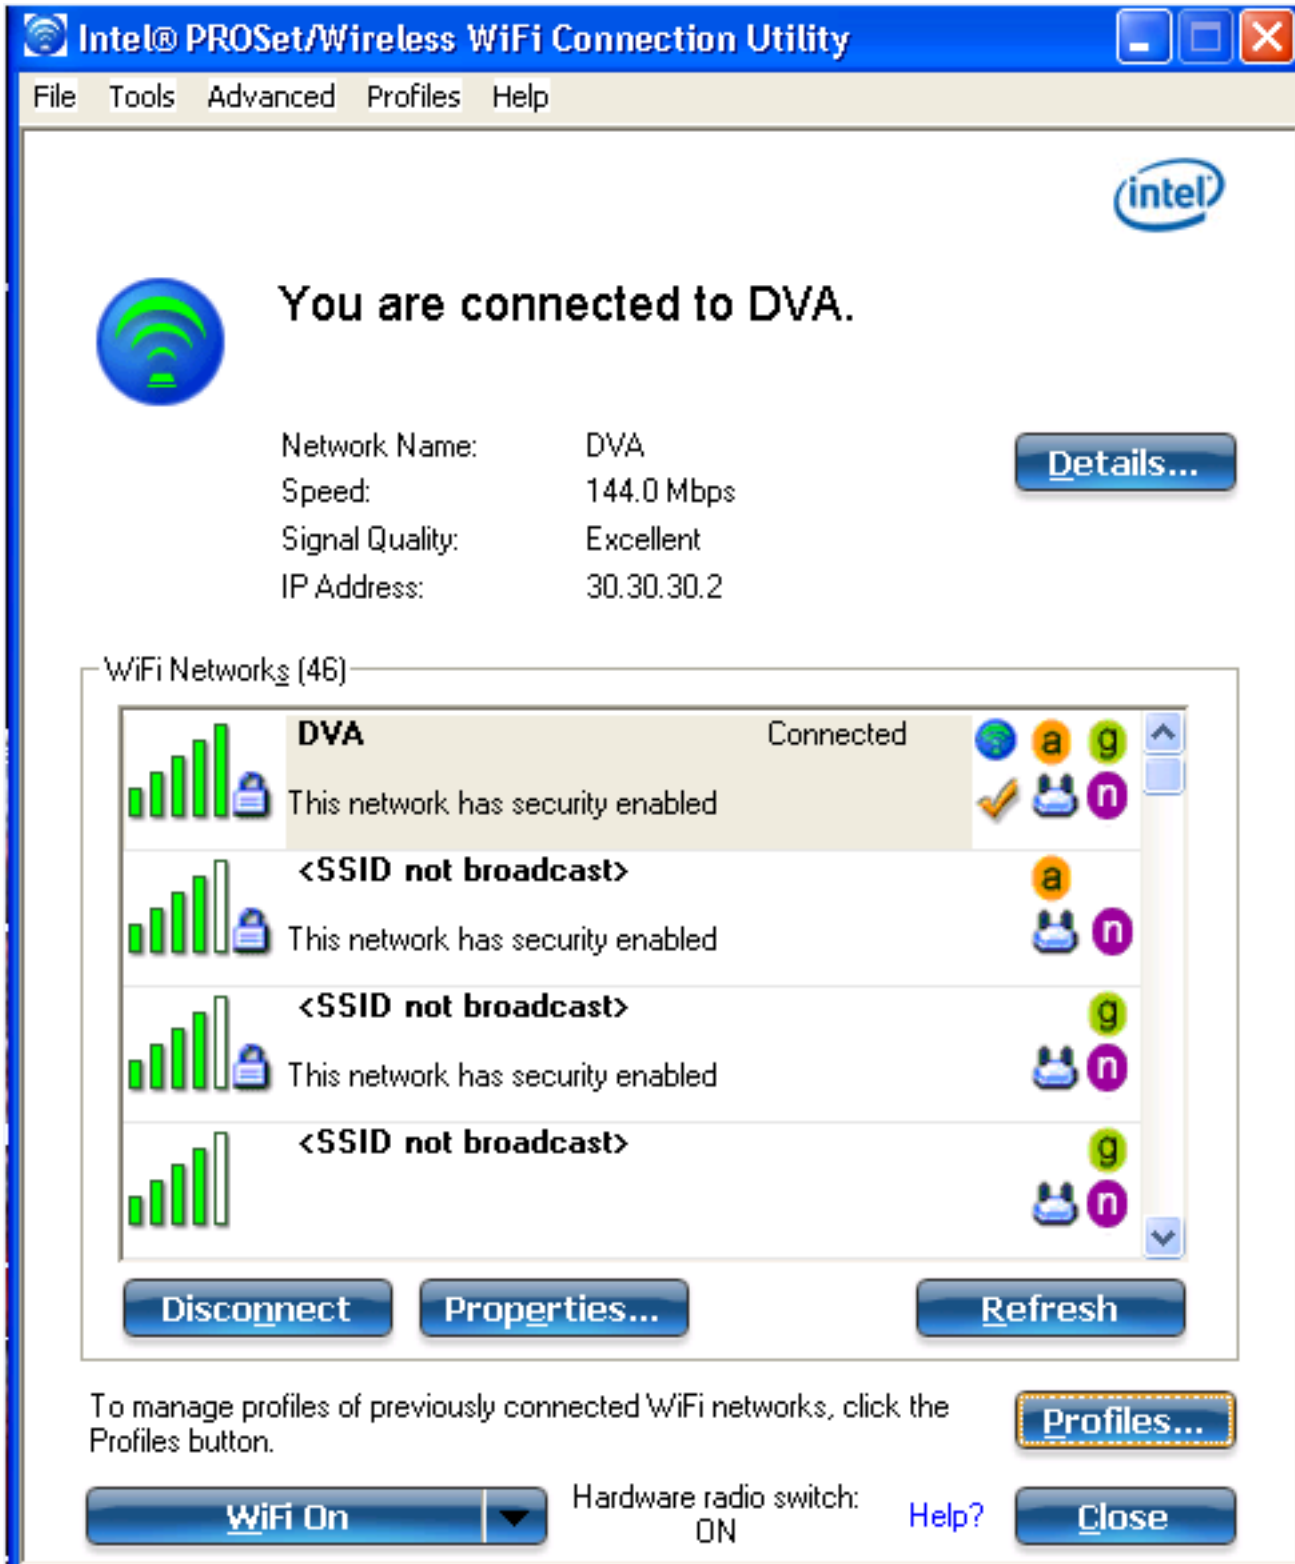 Intel® PROSet/Wireless WiFi Connection Utility
File Tools Advanced Profiles Help
intel
You are connected to DVA.
Network Name: DVA
Details...
Speed: 144.0 Mbps
Signal Quality: Excellent
IP Address: 30.30.30.2
WiFi Networks (46)
DVA Connected a g
This network has security enabled n
<SSID not broadcast> a
This network has security enabled n
<SSID not broadcast> g
This network has security enabled n
<SSID not broadcast> g
n
Disconnect Properties... Refresh
To manage profiles of previously connected WiFi networks, click the
Profiles button.
Profiles...
WiFi On
Hardware radio switch:
ON
Help? Close